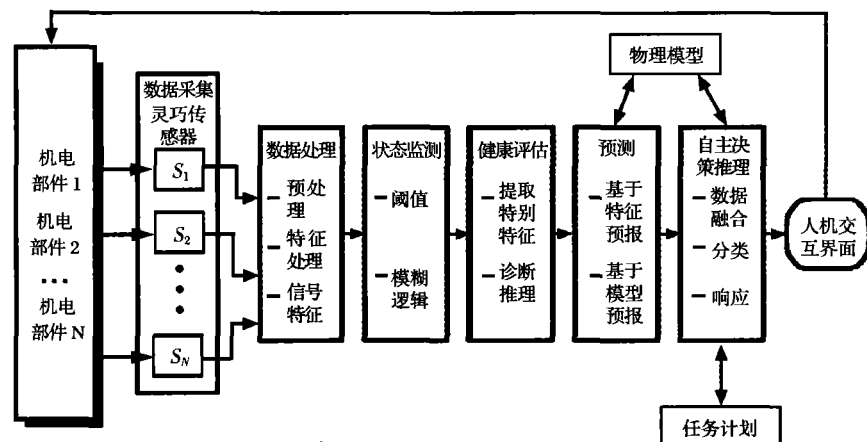 物理模型
数据采集
灵巧传
感器
机电
部件 1
机电
部件 2
…
机电
部件 N
S1
S2
SN
数据处理
预处
理
特征
处理
信号
特征
状态监测
阈值
模糊
逻辑
健康评估
提取
特别
特征
诊断
推理
预测
基于
特征
预报
基于
模型
预报
自主决
策推理
数据
融合
分类
响应
人机交
互界面
任务计划